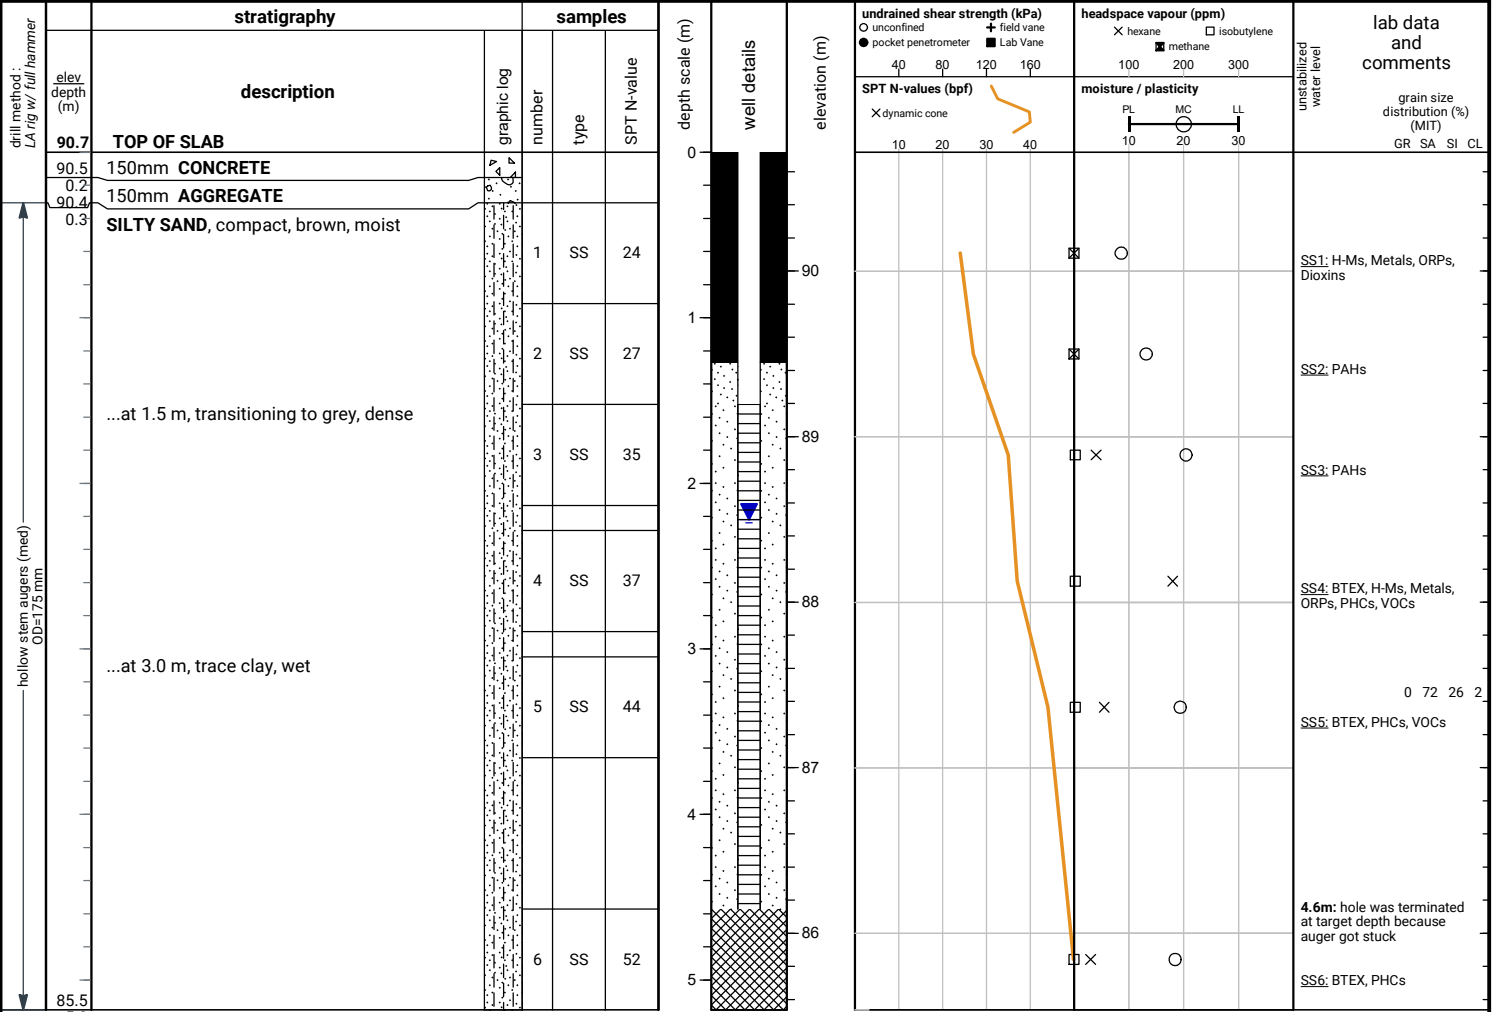 drill method :
LA rig w/ full hammer
stratigraphy
samples
elev
depth
(m)
description
graphic log
number
type
SPT N-value
depth scale (m)
well details
elevation (m)
undrained shear strength (kPa)
unconfined
field vane
pocket penetrometer
Lab Vane
40 80 120 160
SPT N-values (bpf)
dynamic cone
10 20 30 40
headspace vapour (ppm)
hexane
isobutylene
methane
100 200 300
moisture / plasticity
PL MC LL
10 20 30
unstabilized
water level
lab data
and
comments
grain size
distribution (%)
(MIT)
GR SA SI CL
90.7 TOP OF SLAB
90.5 150mm CONCRETE
0.2
90.4 150mm AGGREGATE
0.3 SILTY SAND, compact, brown, moist
1 SS 24
2 SS 27
...at 1.5 m, transitioning to grey, dense
3 SS 35
4 SS 37
...at 3.0 m, trace clay, wet
5 SS 44
6 SS 52
85.5
hollow stem augers (med)
OD=175 mm
0
1
2
3
4
5
90
89
88
87
86
SS1: H-Ms, Metals, ORPs,
Dioxins
SS2: PAHs
SS3: PAHs
SS4: BTEX, H-Ms, Metals,
ORPs, PHCs, VOCs
0 72 26 2
SS5: BTEX, PHCs, VOCs
4.6m: hole was terminated
at target depth because
auger got stuck
SS6: BTEX, PHCs